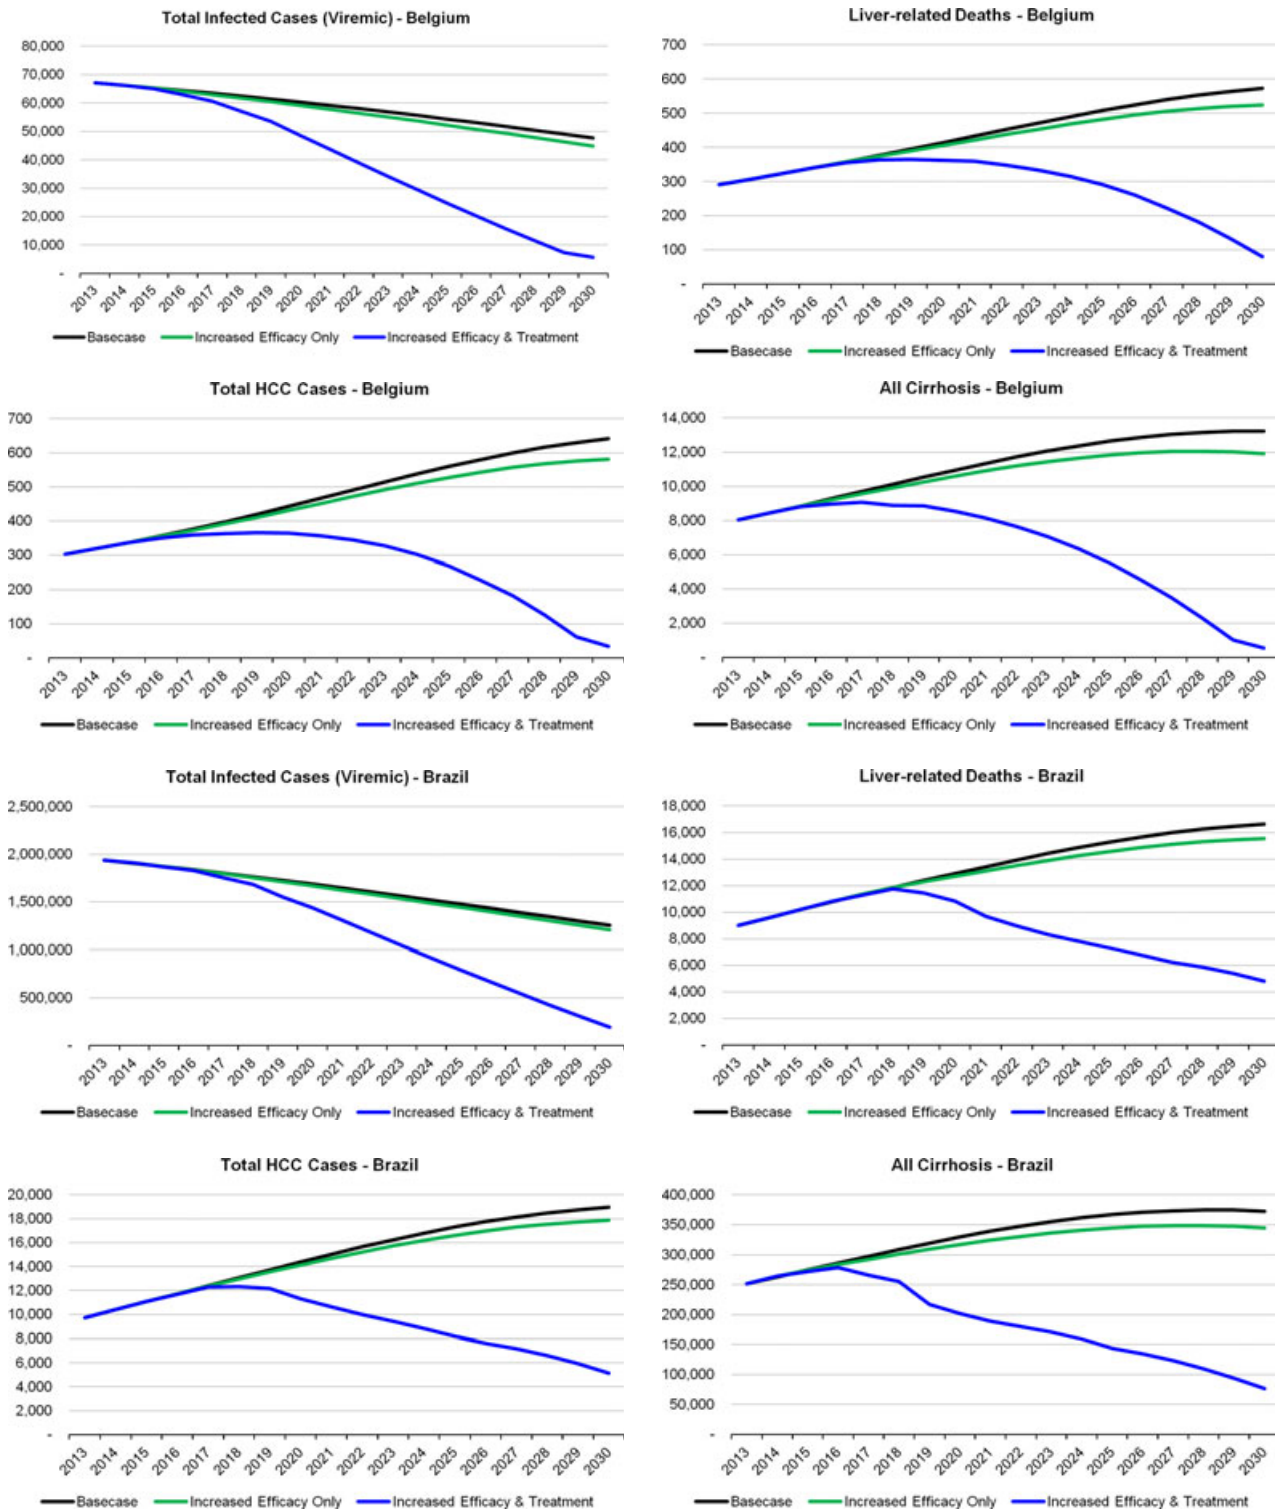 Total Infected Cases (Viremic) - Belgium
80,000
70,000
60,000
50,000
40,000
30,000
20,000
10,000
-
2013 2014 2015 2016 2017 2018 2019 2020 2021 2022 2023 2024 2025 2026 2027 2028 2029 2030
Basecase Increased Efficacy Only Increased Efficacy & Treatment
Liver-related Deaths - Belgium
700
600
500
400
300
200
100
-
2013 2014 2015 2016 2017 2018 2019 2020 2021 2022 2023 2024 2025 2026 2027 2028 2029 2030
Basecase Increased Efficacy Only Increased Efficacy & Treatment
Total HCC Cases - Belgium
700
600
500
400
300
200
100
-
2013 2014 2015 2016 2017 2018 2019 2020 2021 2022 2023 2024 2025 2026 2027 2028 2029 2030
Basecase Increased Efficacy Only Increased Efficacy & Treatment
All Cirrhosis - Belgium
14,000
12,000
10,000
8,000
6,000
4,000
2,000
-
2013 2014 2015 2016 2017 2018 2019 2020 2021 2022 2023 2024 2025 2026 2027 2028 2029 2030
Basecase Increased Efficacy Only Increased Efficacy & Treatment
Total Infected Cases (Viremic) - Brazil
2,500,000
2,000,000
1,500,000
1,000,000
500,000
-
2013 2014 2015 2016 2017 2018 2019 2020 2021 2022 2023 2024 2025 2026 2027 2028 2029 2030
Basecase Increased Efficacy Only Increased Efficacy & Treatment
Liver-related Deaths - Brazil
18,000
16,000
14,000
12,000
10,000
8,000
6,000
4,000
2,000
-
2013 2014 2015 2016 2017 2018 2019 2020 2021 2022 2023 2024 2025 2026 2027 2028 2029 2030
Basecase Increased Efficacy Only Increased Efficacy & Treatment
Total HCC Cases - Brazil
20,000
18,000
16,000
14,000
12,000
10,000
8,000
6,000
4,000
2,000
-
2013 2014 2015 2016 2017 2018 2019 2020 2021 2022 2023 2024 2025 2026 2027 2028 2029 2030
Basecase Increased Efficacy Only Increased Efficacy & Treatment
All Cirrhosis - Brazil
400,000
350,000
300,000
250,000
200,000
150,000
100,000
50,000
-
2013 2014 2015 2016 2017 2018 2019 2020 2021 2022 2023 2024 2025 2026 2027 2028 2029 2030
Basecase Increased Efficacy Only Increased Efficacy & Treatment